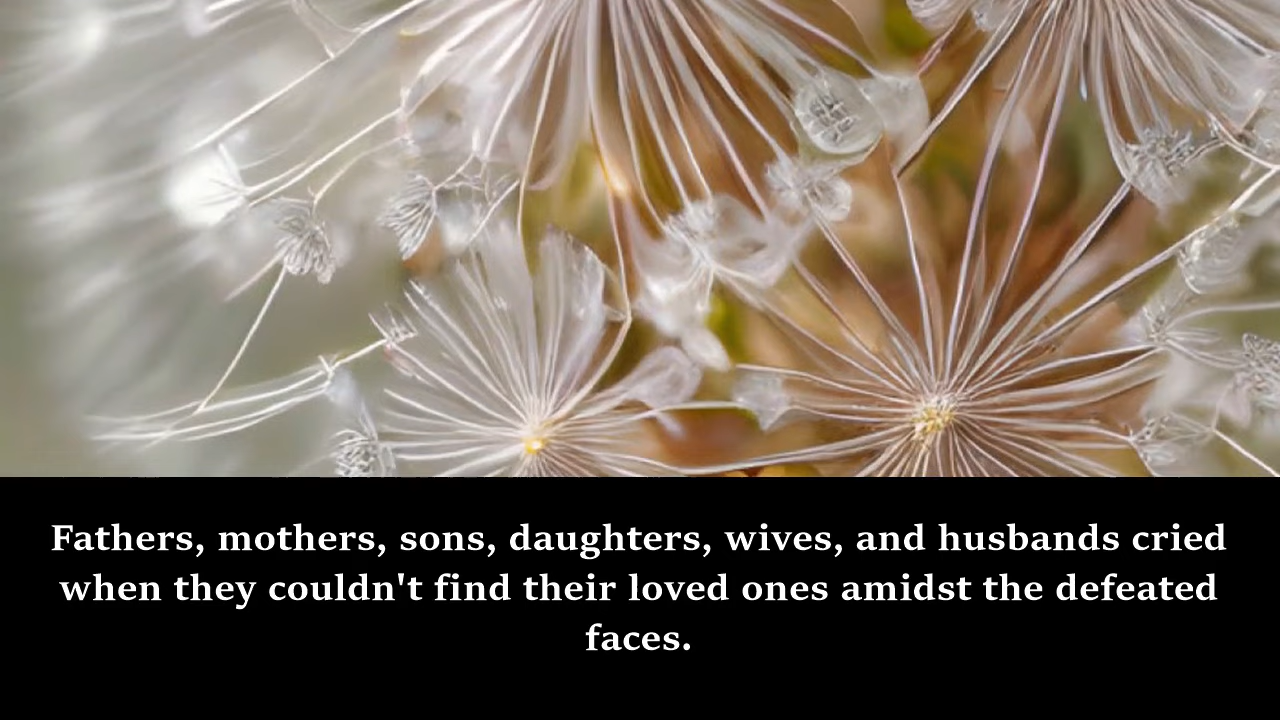 Fathers, mothers, sons, daughters, wives, and husbands cried
when they couldn't find their loved ones amidst the defeated
faces.